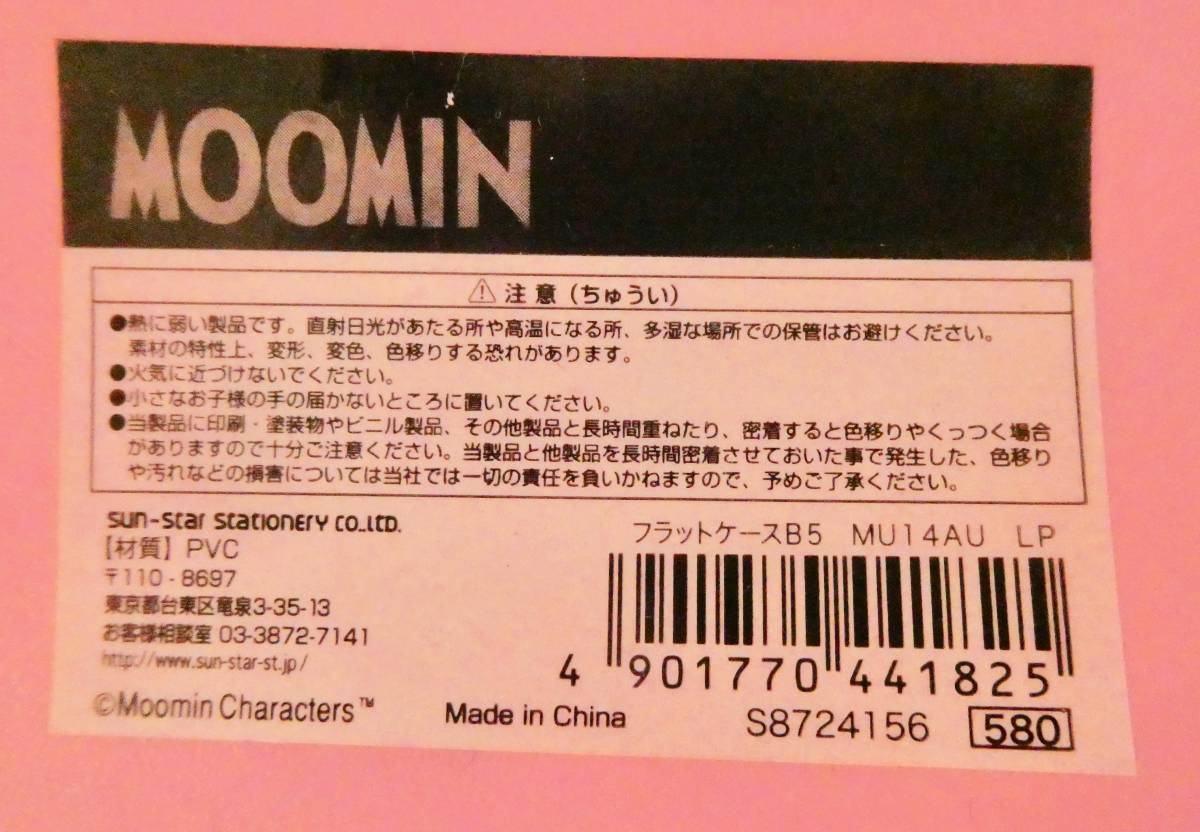 MOOMIN
⚠ 注意（ちゅうい）
●熱に弱い製品です。直射日光があたる所や高温になる所、多湿な場所での保管はお避けください。
素材の特性上、変形、変色、色移りする恐れがあります。
●火気に近づけないでください。
●小さなお子様の手の届かないところに置いてください。
●当製品に印刷・塗装物やビニル製品、その他製品と長時間重ねたり、密着すると色移りやくっつく場合
がありますので十分ご注意ください。当製品と他製品を長時間密着させておいた事で発生した、色移り
や汚れなどの損害については当社では一切の責任を負いかねますので、予めご了承ください。
sun-star stationery co.,ltd.
【材質】PVC
〒110-8697
東京都台東区竜泉3-35-13
お客様相談室 03-3872-7141
http://www.sun-star-st.jp/
©Moomin Characters™
Made in China
フラットケースB5 MU14AU LP
4 901770 441825
S8724156 580